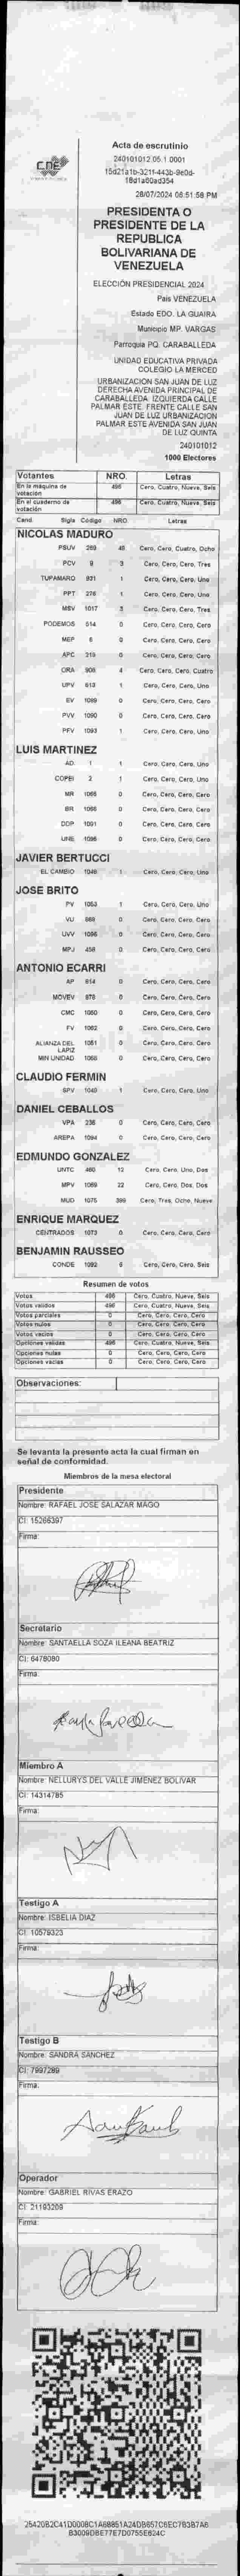 CNE
Acta de escrutinio
240101012.05.1.0001
28/07/2024 08:51:58 PM
PRESIDENTA O
PRESIDENTE DE LA
REPUBLICA
BOLIVARIANA DE
VENEZUELA
ELECCIÓN PRESIDENCIAL 2024
Pais VENEZUELA
Estado EDO. LA GUAIRA
Municipio MP. VARGAS
Parroquia PQ. CARABALLEDA
UNIDAD EDUCATIVA PRIVADA
COLEGIO LA MERCED
URBANIZACION SAN JUAN DE LUZ
DERECHA AVENIDA PRINCIPAL DE
CARABALLEDA. IZQUIERDA CALLE
PALMAR ESTE. FRENTE CALLE SAN
JUAN DE LUZ URBANIZACION
PALMAR ESTE AVENIDA SAN JUAN
DE LUZ QUINTA
240101012
1000 Electores
Votantes NRO. Letras
En la máquina de votación 496 Cero, Cuatro, Nueve, Seis
En el cuaderno de votación 496 Cero, Cuatro, Nueve, Seis
Cand. Sigla Código NRO. Letras
NICOLAS MADURO
PSUV 269 48 Cero, Cero, Cuatro, Ocho
PCV 9 3 Cero, Cero, Cero, Tres
TUPAMARO 931 1 Cero, Cero, Cero, Uno
PPT 276 1 Cero, Cero, Cero, Uno
MSV 1017 3 Cero, Cero, Cero, Tres
PODEMOS 514 0 Cero, Cero, Cero, Cero
MEP 6 0 Cero, Cero, Cero, Cero
APC 219 0 Cero, Cero, Cero, Cero
ORA 906 4 Cero, Cero, Cero, Cuatro
UPV 613 1 Cero, Cero, Cero, Uno
EV 1089 0 Cero, Cero, Cero, Cero
PVV 1090 0 Cero, Cero, Cero, Cero
PFV 1093 1 Cero, Cero, Cero, Uno
LUIS MARTINEZ
AD 1 1 Cero, Cero, Cero, Uno
COPEI 2 1 Cero, Cero, Cero, Uno
MR 1065 0 Cero, Cero, Cero, Cero
BR 1066 0 Cero, Cero, Cero, Cero
DDP 1091 0 Cero, Cero, Cero, Cero
UNE 1096 0 Cero, Cero, Cero, Cero
JAVIER BERTUCCI
EL CAMBIO 1046 1 Cero, Cero, Cero, Uno
JOSE BRITO
PV 1053 1 Cero, Cero, Cero, Uno
VU 869 0 Cero, Cero, Cero, Cero
UVV 1086 0 Cero, Cero, Cero, Cero
MPJ 459 0 Cero, Cero, Cero, Cero
ANTONIO ECARRI
AP 914 0 Cero, Cero, Cero, Cero
MOVEV 978 0 Cero, Cero, Cero, Cero
CMC 1060 0 Cero, Cero, Cero, Cero
FV 1062 0 Cero, Cero, Cero, Cero
ALIANZA DEL LAPIZ 1051 0 Cero, Cero, Cero, Cero
MIN UNIDAD 1068 0 Cero, Cero, Cero, Cero
CLAUDIO FERMIN
SPV 1040 1 Cero, Cero, Cero, Uno
DANIEL CEBALLOS
VPA 236 0 Cero, Cero, Cero, Cero
AREPA 1094 0 Cero, Cero, Cero, Cero
EDMUNDO GONZALEZ
UNTC 460 12 Cero, Cero, Uno, Dos
MPV 1069 22 Cero, Cero, Dos, Dos
MUD 1075 389 Cero, Tres, Ocho, Nueve
ENRIQUE MARQUEZ
CENTRADOS 1073 0 Cero, Cero, Cero, Cero
BENJAMIN RAUSSEO
CONDE 1092 6 Cero, Cero, Cero, Seis
Resumen de votos
Votos 496 Cero, Cuatro, Nueve, Seis
Votos validos 496 Cero, Cuatro, Nueve, Seis
Votos parciales 0 Cero, Cero, Cero, Cero
Votos nulos 0 Cero, Cero, Cero, Cero
Votos vacios 0 Cero, Cero, Cero, Cero
Opciones validas 496 Cero, Cuatro, Nueve, Seis
Opciones nulas 0 Cero, Cero, Cero, Cero
Opciones vacias 0 Cero, Cero, Cero, Cero
Observaciones:
Se levanta la presente acta la cual firman en
señal de conformidad.
Miembros de la mesa electoral
Presidente
Nombre: RAFAEL JOSE SALAZAR MAGO
CI: 15266397
Firma:
Secretario
Nombre: SANTAELLA SOZA ILEANA BEATRIZ
CI: 6478080
Firma:
Miembro A
Nombre: NELLURYS DEL VALLE JIMENEZ BOLIVAR
CI: 14314785
Firma:
Testigo A
Nombre: ISBELIA DIAZ
CI: 10579323
Firma:
Testigo B
Nombre: SANDRA SANCHEZ
CI: 7997289
Firma:
Operador
Nombre: GABRIEL RIVAS ERAZO
CI: 21193209
Firma: